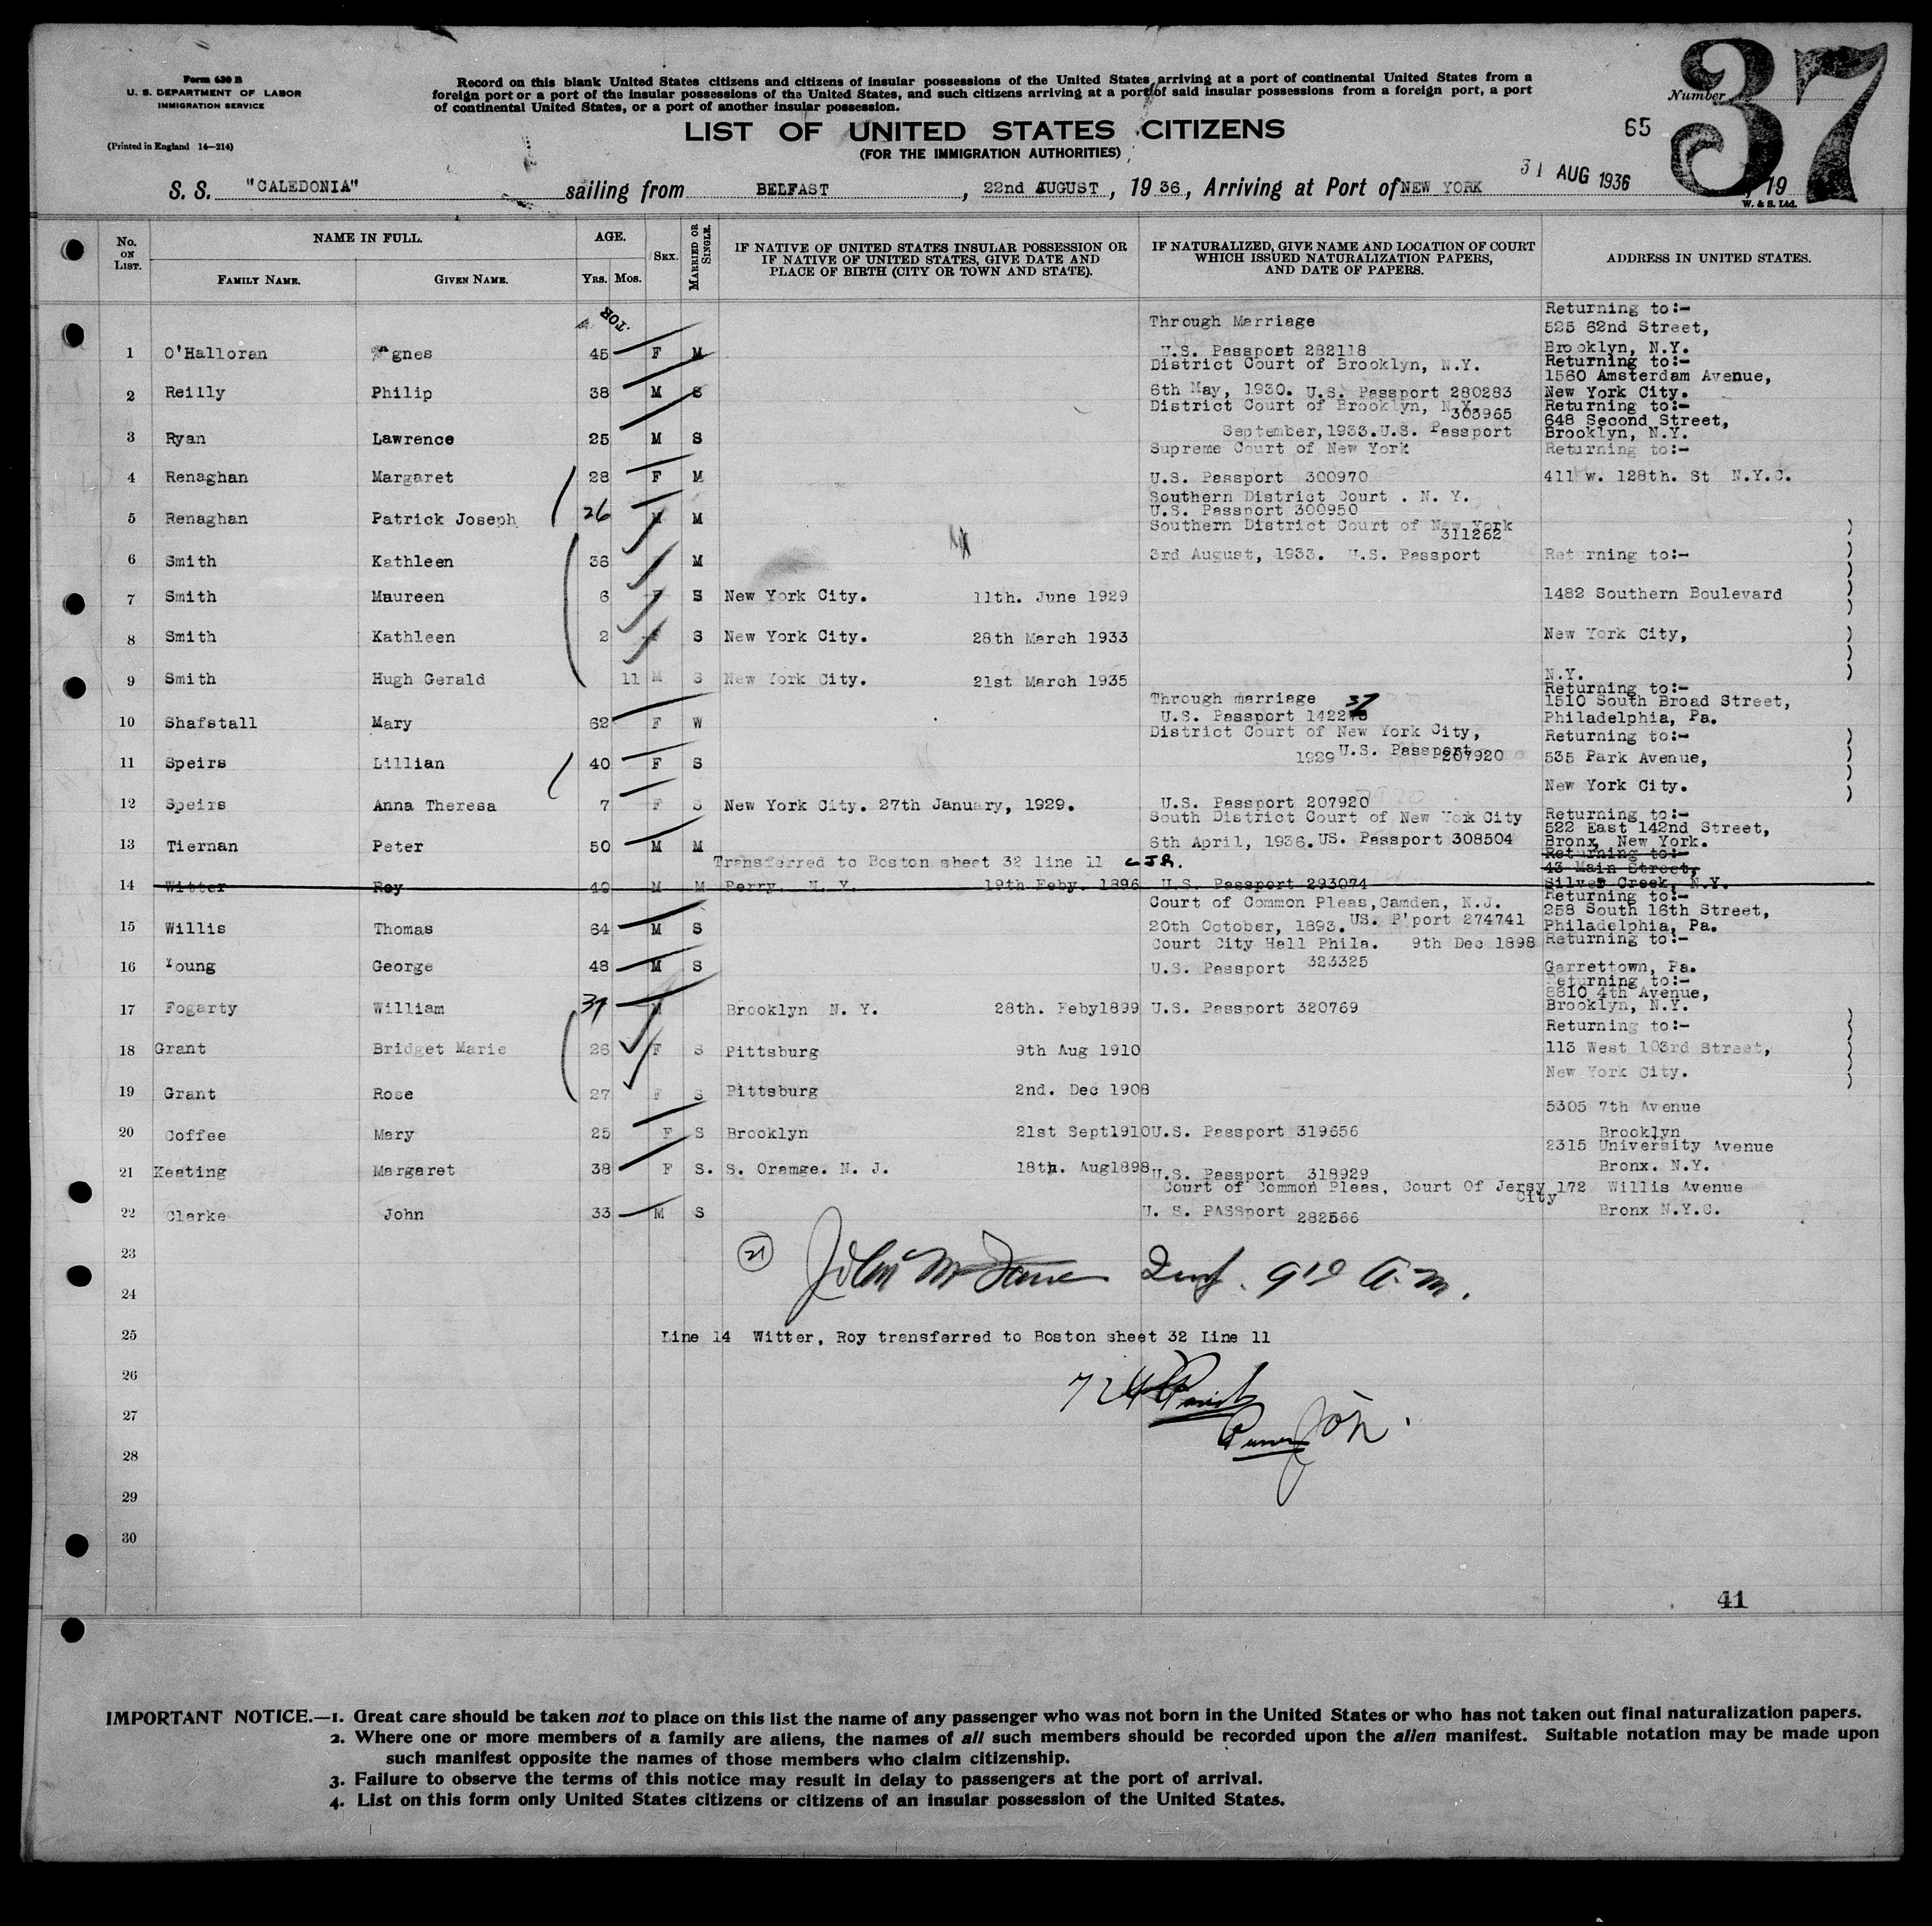 Form 630 B
U. S. DEPARTMENT OF LABOR
IMMIGRATION SERVICE
(Printed in England 14—214)
Record on this blank United States citizens and citizens of insular possessions of the United States arriving at a port of continental United States from a
foreign port or a port of the insular possessions of the United States, and such citizens arriving at a port of said insular possessions from a foreign port, a port
of continental United States, or a port of another insular possession.
LIST OF UNITED STATES CITIZENS
(FOR THE IMMIGRATION AUTHORITIES)
Number 37
65
S. S. "CALEDONIA" sailing from BELFAST, 22nd AUGUST, 1936, Arriving at Port of NEW YORK 31 AUG 1936, 19
W. & S. Ltd.
No. ON LIST. NAME IN FULL. AGE. SEX. MARRIED OR SINGLE. IF NATIVE OF UNITED STATES INSULAR POSSESSION OR IF NATIVE OF UNITED STATES, GIVE DATE AND PLACE OF BIRTH (CITY OR TOWN AND STATE). IF NATURALIZED, GIVE NAME AND LOCATION OF COURT WHICH ISSUED NATURALIZATION PAPERS, AND DATE OF PAPERS. ADDRESS IN UNITED STATES.
FAMILY NAME. GIVEN NAME. YRS. MOS.
TOR
Through Marriage Returning to:-
525 62nd Street,
1 O'Halloran Agnes 45 F M U.S. Passport 282118 Brooklyn, N.Y.
District Court of Brooklyn, N.Y. Returning to:-
1560 Amsterdam Avenue,
2 Reilly Philip 38 M S 6th May, 1930. U.S. Passport 280283 New York City.
District Court of Brooklyn, N.Y. 303965 Returning to:-
648 Second Street,
3 Ryan Lawrence 25 M S September, 1933. U.S. Passport Brooklyn, N.Y.
Supreme Court of New York Returning to:-
4 Renaghan Margaret 28 F M U.S. Passport 300970 411 w. 128th. St N.Y.C.
Southern District Court . N. Y.
5 Renaghan Patrick Joseph 26 M M U.S. Passport 300950
Southern District Court of New York
311262
6 Smith Kathleen 36 M 3rd August, 1933. U.S. Passport Returning to:-
7 Smith Maureen 6 F S New York City. 11th. June 1929 1482 Southern Boulevard
8 Smith Kathleen 2 F S New York City. 28th March 1933 New York City,
9 Smith Hugh Gerald 11 M S New York City. 21st March 1935 N.Y.
Through marriage 37 Returning to:-
1510 South Broad Street,
10 Shafstall Mary 62 F W U.S. Passport 1422 Philadelphia, Pa.
District Court of New York City, Returning to:-
11 Speirs Lillian 40 F S 1929 U.S. Passport 207920 535 Park Avenue,
New York City.
12 Speirs Anna Theresa 7 F S New York City. 27th January, 1929. U.S. Passport 207920
South District Court of New York City Returning to:-
522 East 142nd Street,
13 Tiernan Peter 50 M M 6th April, 1936. US. Passport 308504 Bronx, New York.
Transferred to Boston sheet 32 line 11 C.J.R. Returning to:-
43 Main Street,
14 Witter Roy 40 M M Perry. N. Y. 19th Feby. 1896 U.S. Passport 293074 Silver Creek, N.Y.
Court of Common Pleas, Camden, N.J. Returning to:-
258 South 16th Street,
15 Willis Thomas 64 M S 20th October, 1893. US. P'port 274741 Philadelphia, Pa.
Court City Hall Phila. 9th Dec 1898 Returning to:-
16 Young George 48 M S U.S. Passport 323325 Garrettown, Pa.
Returning to:-
8810 4th Avenue,
17 Fogarty William 37 M Brooklyn N. Y. 28th. Feby1899 U.S. Passport 320769 Brooklyn, N.Y.
Returning to:-
18 Grant Bridget Marie 26 F S Pittsburg 9th Aug 1910 113 West 103rd Street,
New York City.
19 Grant Rose 27 F S Pittsburg 2nd. Dec 1908
5305 7th Avenue
20 Coffee Mary 25 F S Brooklyn 21st Sept1910 U.S. Passport 319656 Brooklyn
2315 University Avenue
21 Keating Margaret 38 F S. S. Oramge. N. J. 18th. Aug1898 U.S. Passport 318929 Bronx. N.Y.
Court of Common Pleas, Court Of Jersy City 172 Willis Avenue
22 Clarke John 33 M S U. S. PASSport 282566 Bronx N.Y.C.
23
21
24
25 Line 14 Witter, Roy transferred to Boston sheet 32 Line 11
26
27
28
29
30
41
IMPORTANT NOTICE.—1. Great care should be taken not to place on this list the name of any passenger who was not born in the United States or who has not taken out final naturalization papers.
2. Where one or more members of a family are aliens, the names of all such members should be recorded upon the alien manifest. Suitable notation may be made upon
such manifest opposite the names of those members who claim citizenship.
3. Failure to observe the terms of this notice may result in delay to passengers at the port of arrival.
4. List on this form only United States citizens or citizens of an insular possession of the United States.